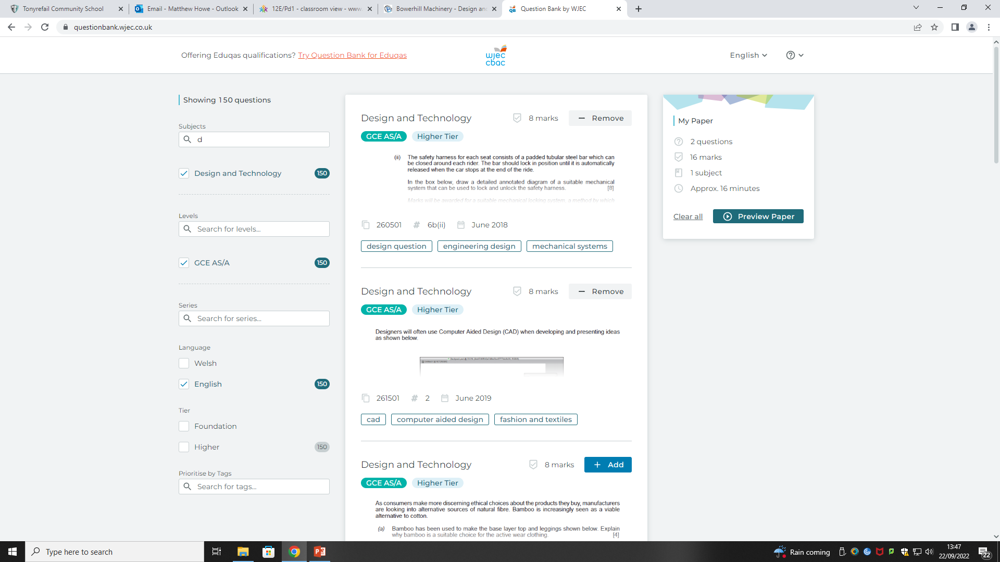 Tonyrefail Community School
Email - Matthew Howe - Outlook
12E/Pd1 - classroom view - www.
Bowerhill Machinery - Design and
Question Bank by WJEC
questionbank.wjec.co.uk
Offering Eduqas qualifications? Try Question Bank for Eduqas
wjec
cbac
English
Showing 150 questions
Subjects
d
Design and Technology 150
Levels
Search for levels...
GCE AS/A 150
Series
Search for series...
Language
Welsh
English 150
Tier
Foundation
Higher 150
Prioritise by Tags
Search for tags...
Design and Technology 8 marks Remove
GCE AS/A Higher Tier
(ii) The safety harness for each seat consists of a padded tubular steel bar which can
be closed around each rider. The bar should lock in position until it is automatically
released when the car stops at the end of the ride.
In the box below, draw a detailed annotated diagram of a suitable mechanical
system that can be used to lock and unlock the safety harness. [8]
Marks will be awarded for a suitable mechanical locking system, a method by which
260501 # 6b(ii) June 2018
design question engineering design mechanical systems
Design and Technology 8 marks Remove
GCE AS/A Higher Tier
Designers will often use Computer Aided Design (CAD) when developing and presenting ideas
as shown below.
261501 # 2 June 2019
cad computer aided design fashion and textiles
Design and Technology 8 marks + Add
GCE AS/A Higher Tier
As consumers make more discerning ethical choices about the products they buy, manufacturers
are looking into alternative sources of natural fibre. Bamboo is increasingly seen as a viable
alternative to cotton.
(a) Bamboo has been used to make the base layer top and leggings shown below. Explain
why bamboo is a suitable choice for the active wear clothing. [4]
My Paper
2 questions
16 marks
1 subject
Approx. 16 minutes
Clear all Preview Paper
Type here to search
Rain coming
13:47
22/09/2022
22